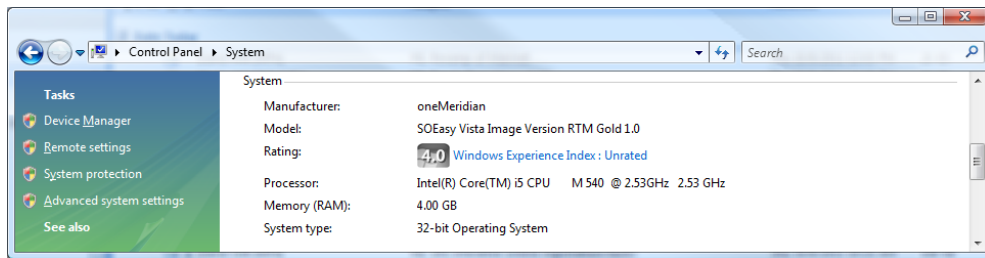 Control Panel System
Search
Tasks
Device Manager
Remote settings
System protection
Advanced system settings
See also
System
Manufacturer: oneMeridian
Model: SOEasy Vista Image Version RTM Gold 1.0
Rating: 4,0 Windows Experience Index : Unrated
Processor: Intel(R) Core(TM) i5 CPU M 540 @ 2.53GHz 2.53 GHz
Memory (RAM): 4.00 GB
System type: 32-bit Operating System